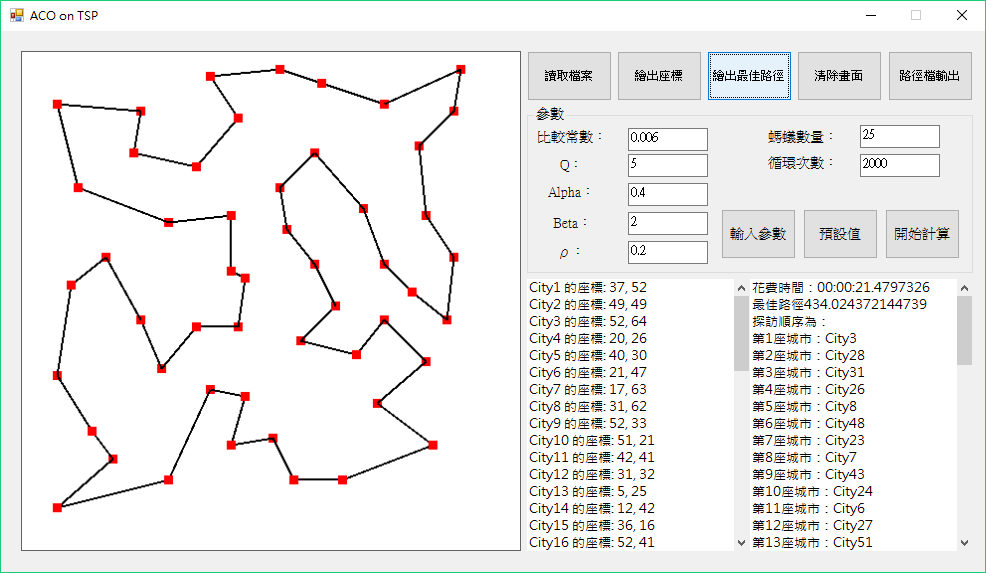 ACO on TSP
讀取檔案
繪出座標
繪出最佳路徑
清除畫面
路徑檔輸出
參數
比較常數： 0.006
螞蟻數量： 25
Q： 5
循環次數： 2000
Alpha： 0.4
Beta： 2
ρ： 0.2
輸入參數
預設值
開始計算
City1 的座標: 37, 52
City2 的座標: 49, 49
City3 的座標: 52, 64
City4 的座標: 20, 26
City5 的座標: 40, 30
City6 的座標: 21, 47
City7 的座標: 17, 63
City8 的座標: 31, 62
City9 的座標: 52, 33
City10 的座標: 51, 21
City11 的座標: 42, 41
City12 的座標: 31, 32
City13 的座標: 5, 25
City14 的座標: 12, 42
City15 的座標: 36, 16
City16 的座標: 52, 41
花費時間：00:00:21.4797326
最佳路徑434.024372144739
探訪順序為：
第1座城市：City3
第2座城市：City28
第3座城市：City31
第4座城市：City26
第5座城市：City8
第6座城市：City48
第7座城市：City23
第8座城市：City7
第9座城市：City43
第10座城市：City24
第11座城市：City6
第12座城市：City27
第13座城市：City51